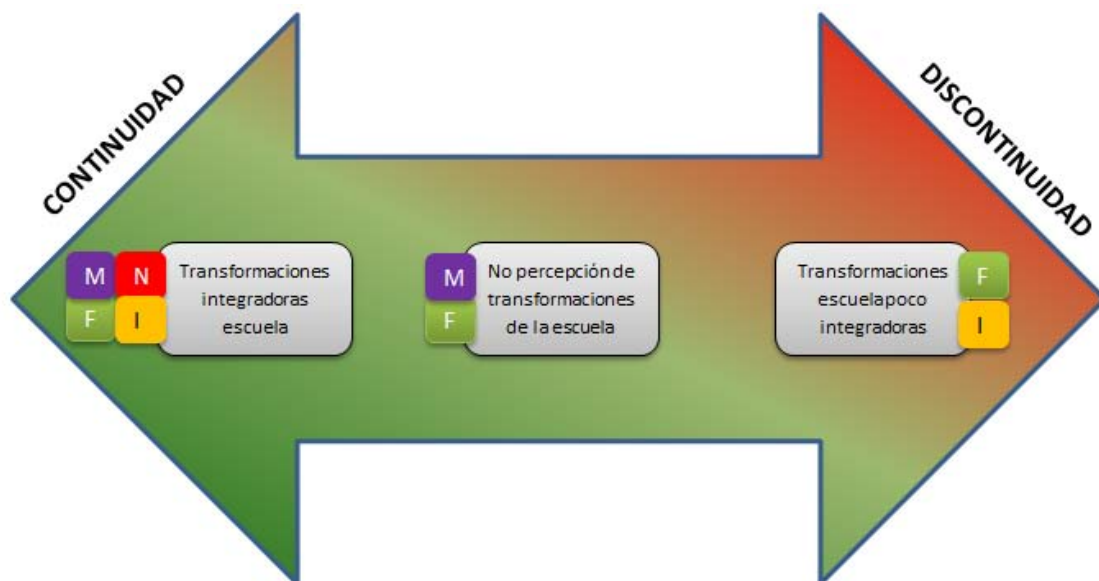 CONTINUIDAD
DISCONTINUIDAD
M N
F I
Transformaciones
integradoras
escuela
M
F
No percepción de
transformaciones
de la escuela
Transformaciones
escuelapoco
integradoras
F
I